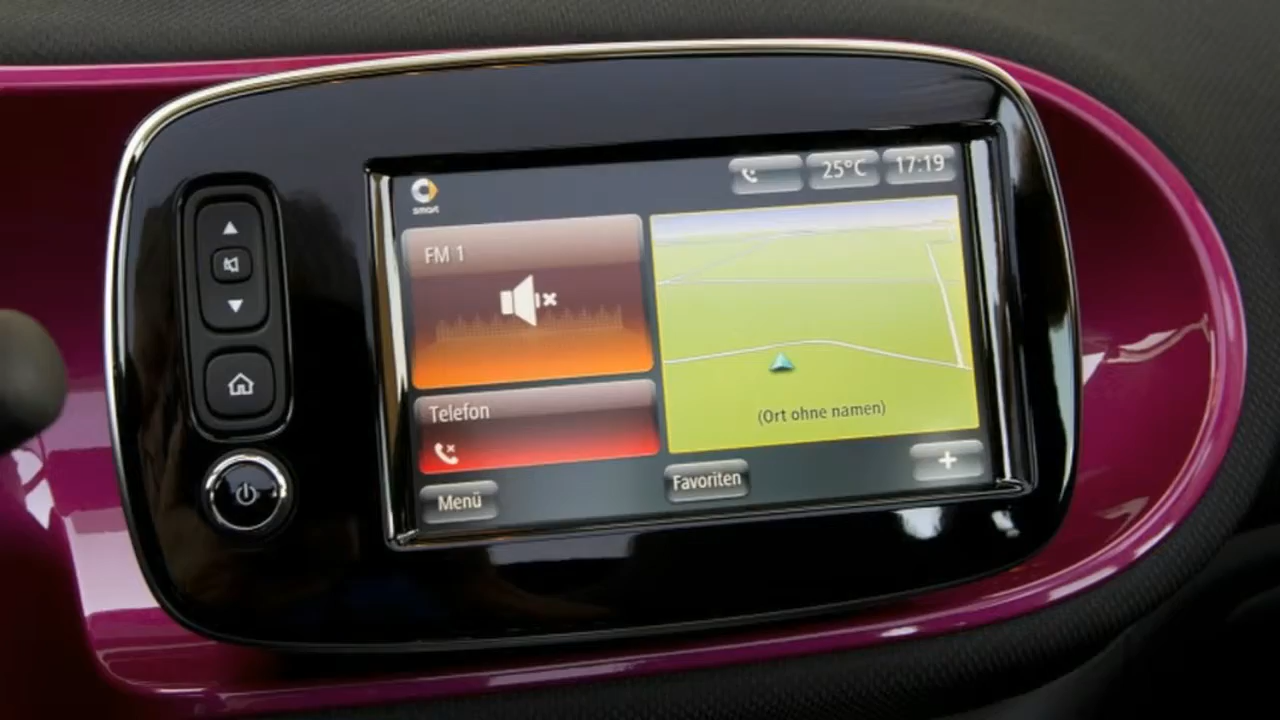 smart
25°C
17:19
FM 1
Telefon
(Ort ohne namen)
Menü
Favoriten
+